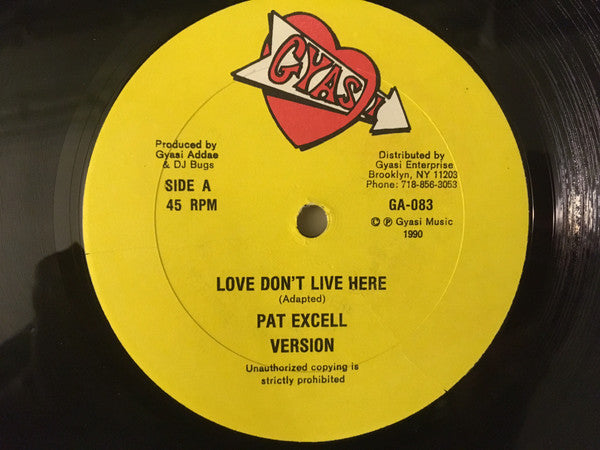 GYASI
Produced by
Gyasi Addae
& DJ Bugs
SIDE A
45 RPM
Distributed by
Gyasi Enterprise
Brooklyn, NY 11203
Phone: 718-856-3053
GA-083
© ℗ Gyasi Music
1990
LOVE DON'T LIVE HERE
(Adapted)
PAT EXCELL
VERSION
Unauthorized copying is
strictly prohibited